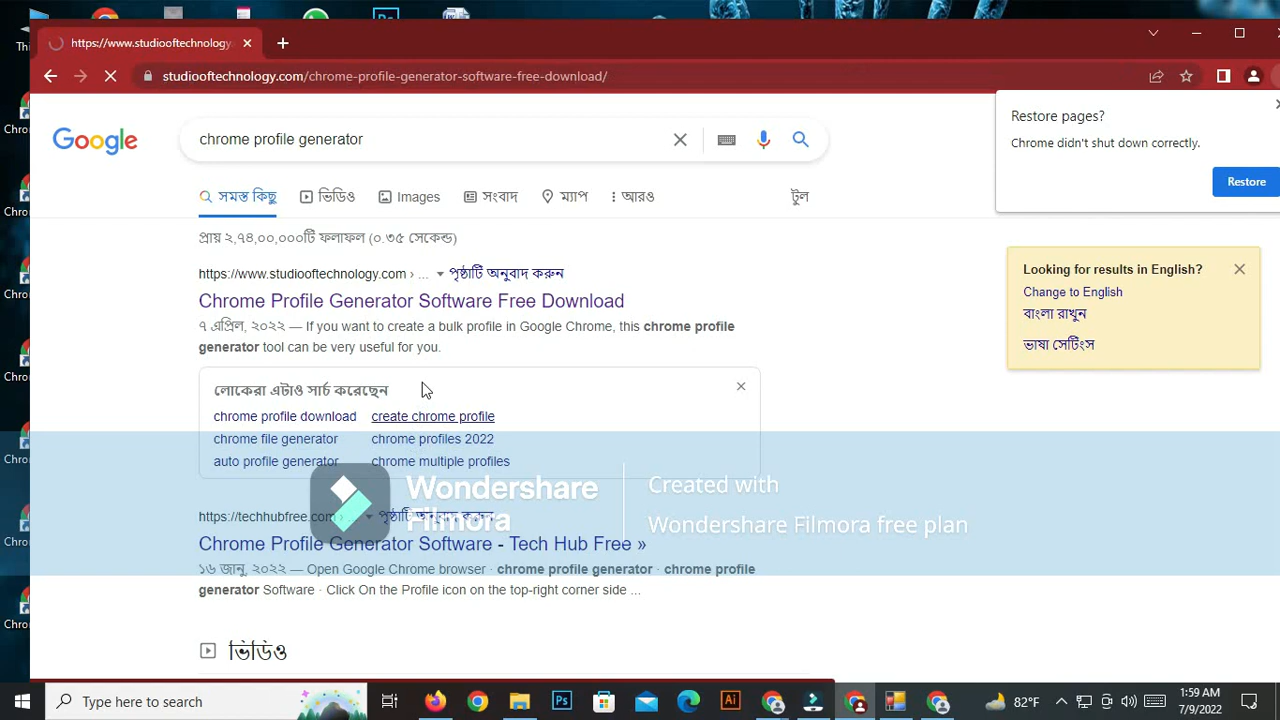 https://www.studiooftechnology.
studiooftechnology.com/chrome-profile-generator-software-free-download/
Restore pages?
Chrome didn't shut down correctly.
Restore
Google
chrome profile generator
সমস্ত কিছু
ভিডিও
Images
সংবাদ
ম্যাপ
আরও
টুল
প্রায় ২,৭৪,০০,০০০টি ফলাফল (০.৩৫ সেকেন্ড)
https://www.studiooftechnology.com › ... পৃষ্ঠাটি অনুবাদ করুন
Chrome Profile Generator Software Free Download
৭ এপ্রিল, ২০২২ — If you want to create a bulk profile in Google Chrome, this chrome profile
generator tool can be very useful for you.
Looking for results in English?
Change to English
বাংলা রাখুন
ভাষা সেটিংস
লোকেরা এটাও সার্চ করেছেন
chrome profile download
create chrome profile
chrome file generator
chrome profiles 2022
auto profile generator
chrome multiple profiles
Wondershare
Filmora
Created with
Wondershare Filmora free plan
https://techhubfree.com পৃষ্ঠাটি অনুবাদ করুন
Chrome Profile Generator Software - Tech Hub Free »
১৬ জানু, ২০২২ — Open Google Chrome browser · chrome profile generator · chrome profile
generator Software · Click On the Profile icon on the top-right corner side ...
ভিডিও
Type here to search
Ps
Ai
82°F
1:59 AM
7/9/2022